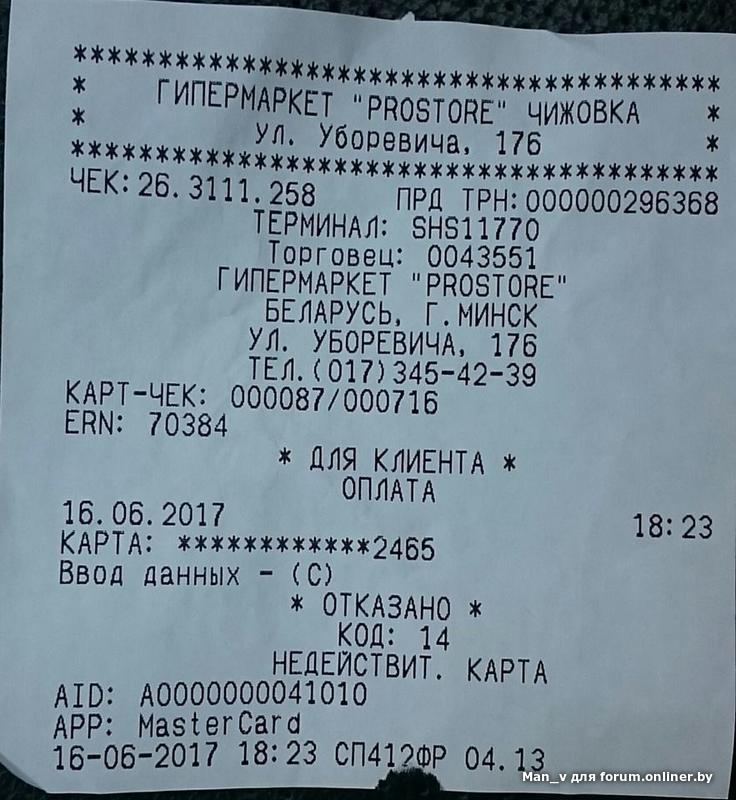 ****************************************
* ГИПЕРМАРКЕТ "PROSTORE" ЧИЖОВКА *
* Ул. Уборевича, 176 *
****************************************
ЧЕК: 26.3111.258 ПРД ТРН: 000000296368
ТЕРМИНАЛ: SHS11770
Торговец: 0043551
ГИПЕРМАРКЕТ "PROSTORE"
БЕЛАРУСЬ, Г.МИНСК
УЛ. УБОРЕВИЧА, 176
ТЕЛ.(017)345-42-39
КАРТ-ЧЕК: 000087/000716
ERN: 70384
* ДЛЯ КЛИЕНТА *
ОПЛАТА
16.06.2017 18:23
КАРТА: ************2465
Ввод данных - (C)
* ОТКАЗАНО *
КОД: 14
НЕДЕЙСТВИТ. КАРТА
AID: A0000000041010
APP: MasterCard
16-06-2017 18:23 СП412ФР 04.13
Man_v для forum.onliner.by